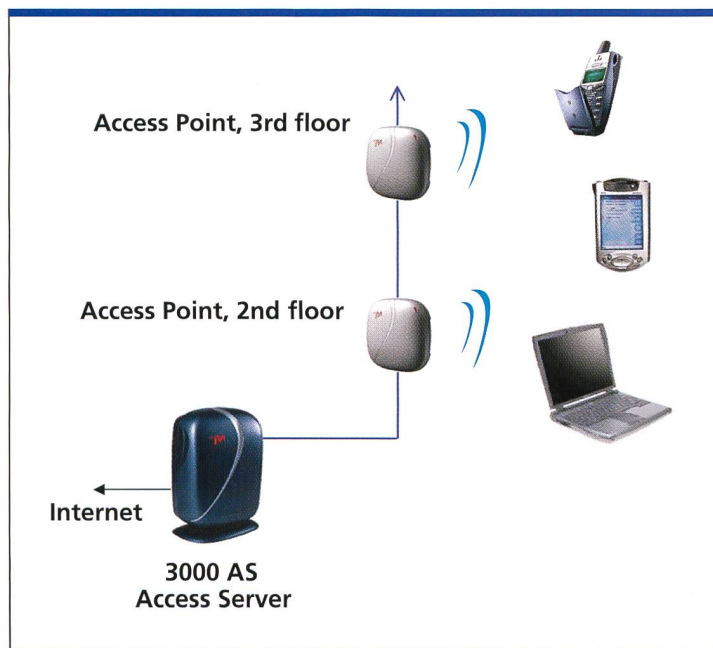 Access Point, 3rd floor
Access Point, 2nd floor
Internet
3000 AS
Access Server